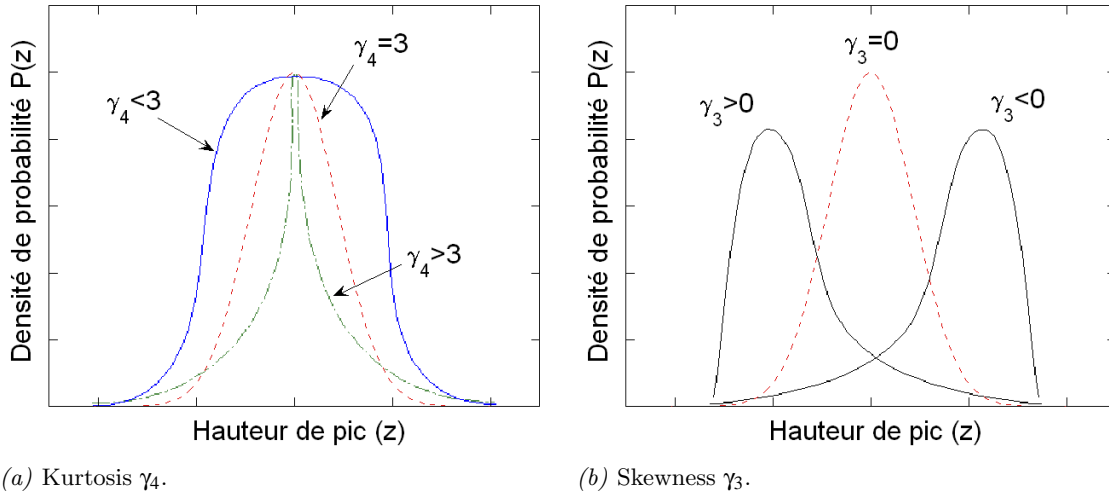 Densité de probabilité P(z)
γ4=3
γ4<3
γ4>3
Hauteur de pic (z)
(a) Kurtosis γ4.
Densité de probabilité P(z)
γ3=0
γ3>0
γ3<0
Hauteur de pic (z)
(b) Skewness γ3.